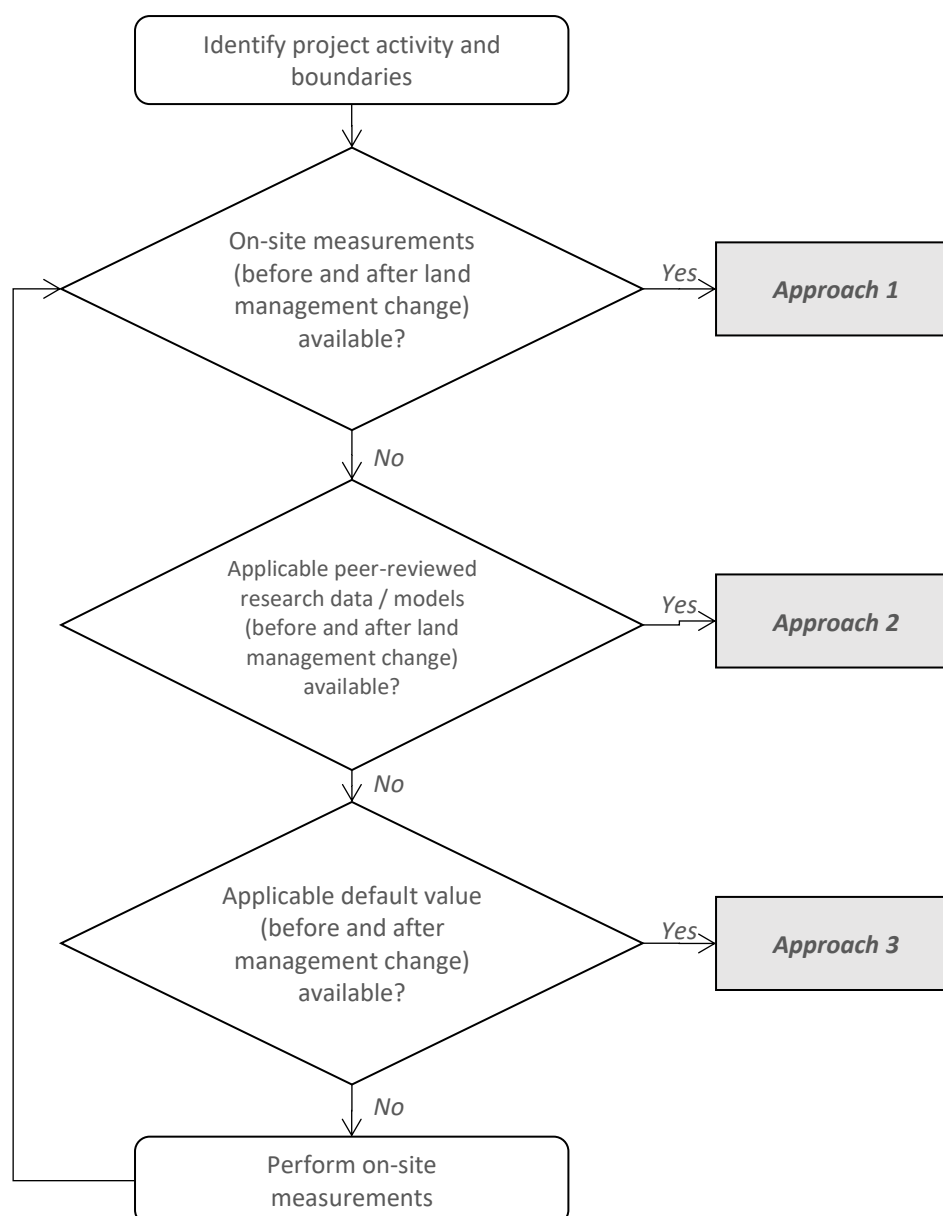 Identify project activity and
boundaries
On-site measurements
(before and after land
management change)
available?
Yes
Approach 1
No
Applicable peer-reviewed
research data / models
(before and after land
management change)
available?
Yes
Approach 2
No
Applicable default value
(before and after
management change)
available?
Yes
Approach 3
No
Perform on-site
measurements